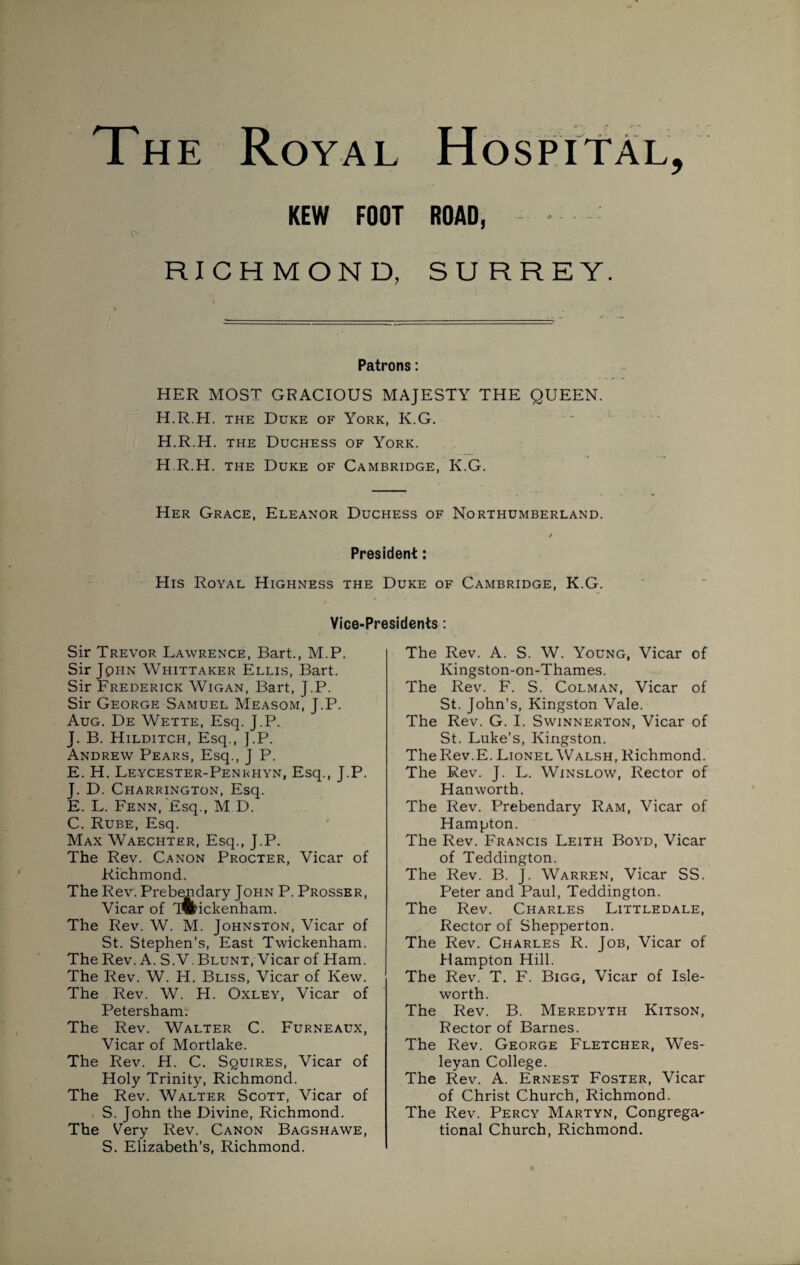 The Royal Hospital,
KEW FOOT ROAD,
RICHMOND, SURREY.
Patrons:
HER MOST GRACIOUS MAJESTY THE QUEEN.
H.R.H. the Duke of York, K.G.
H.R.H. the Duchess of York.
H.R.H. the Duke of Cambridge, K.G.
Her Grace, Eleanor Duchess of Northumberland.
President:
His Royal Highness the Duke of Cambridge, K.G.
Vice-Presidents:
Sir Trevor Lawrence, Bart., M.P.
Sir John Whittaker Ellis, Bart.
Sir Frederick Wigan, Bart, J.P.
Sir George Samuel Measom, J.P.
Aug. De Wette, Esq. J.P.
J. B. Hilditch, Esq., J.P.
Andrew Pears, Esq., J P.
E. H. Leycester-Penrhyn, Esq., J.P.
J. D. Charrington, Esq.
E. L. Fenn, Esq., M D.
C. Rube, Esq.
Max Waechter, Esq., J.P.
The Rev. Canon Procter, Vicar of
Richmond.
The Rev. Prebendary John P. Prosser,
Vicar of Twickenham.
The Rev. W. M. Johnston, Vicar of
St. Stephen's, East Twickenham.
The Rev. A. S.V. Blunt, Vicar of Ham.
The Rev. W. H. Bliss, Vicar of Kew.
The Rev. W. H. Oxley, Vicar of
Petersham.
The Rev. Walter C. Furneaux,
Vicar of Mortlake.
The Rev. H. C. Squires, Vicar of
Holy Trinity, Richmond.
The Rev. Walter Scott, Vicar of
S. John the Divine, Richmond.
The Very Rev. Canon Bagshawe,
S. Elizabeth's, Richmond.
The Rev. A. S. W. Young, Vicar of
Kingston-on-Thames.
The Rev. F. S. Colman, Vicar of
St. John's, Kingston Vale.
The Rev. G. I. Swinnerton, Vicar of
St. Luke's, Kingston.
The Rev. E. Lionel Walsh, Richmond.
The Rev. J. L. Winslow, Rector of
Hanworth.
The Rev. Prebendary Ram, Vicar of
Hampton.
The Rev. Francis Leith Boyd, Vicar
of Teddington.
The Rev. B. J. Warren, Vicar SS.
Peter and Paul, Teddington.
The Rev. Charles Littledale,
Rector of Shepperton.
The Rev. Charles R. Job, Vicar of
Hampton Hill.
The Rev. T. F. Bigg, Vicar of Isle-
worth.
The Rev. B. Meredyth Kitson,
Rector of Barnes.
The Rev. George Fletcher, Wes-
leyan College.
The Rev. A. Ernest Foster, Vicar
of Christ Church, Richmond.
The Rev. Percy Martyn, Congrega-
tional Church, Richmond.